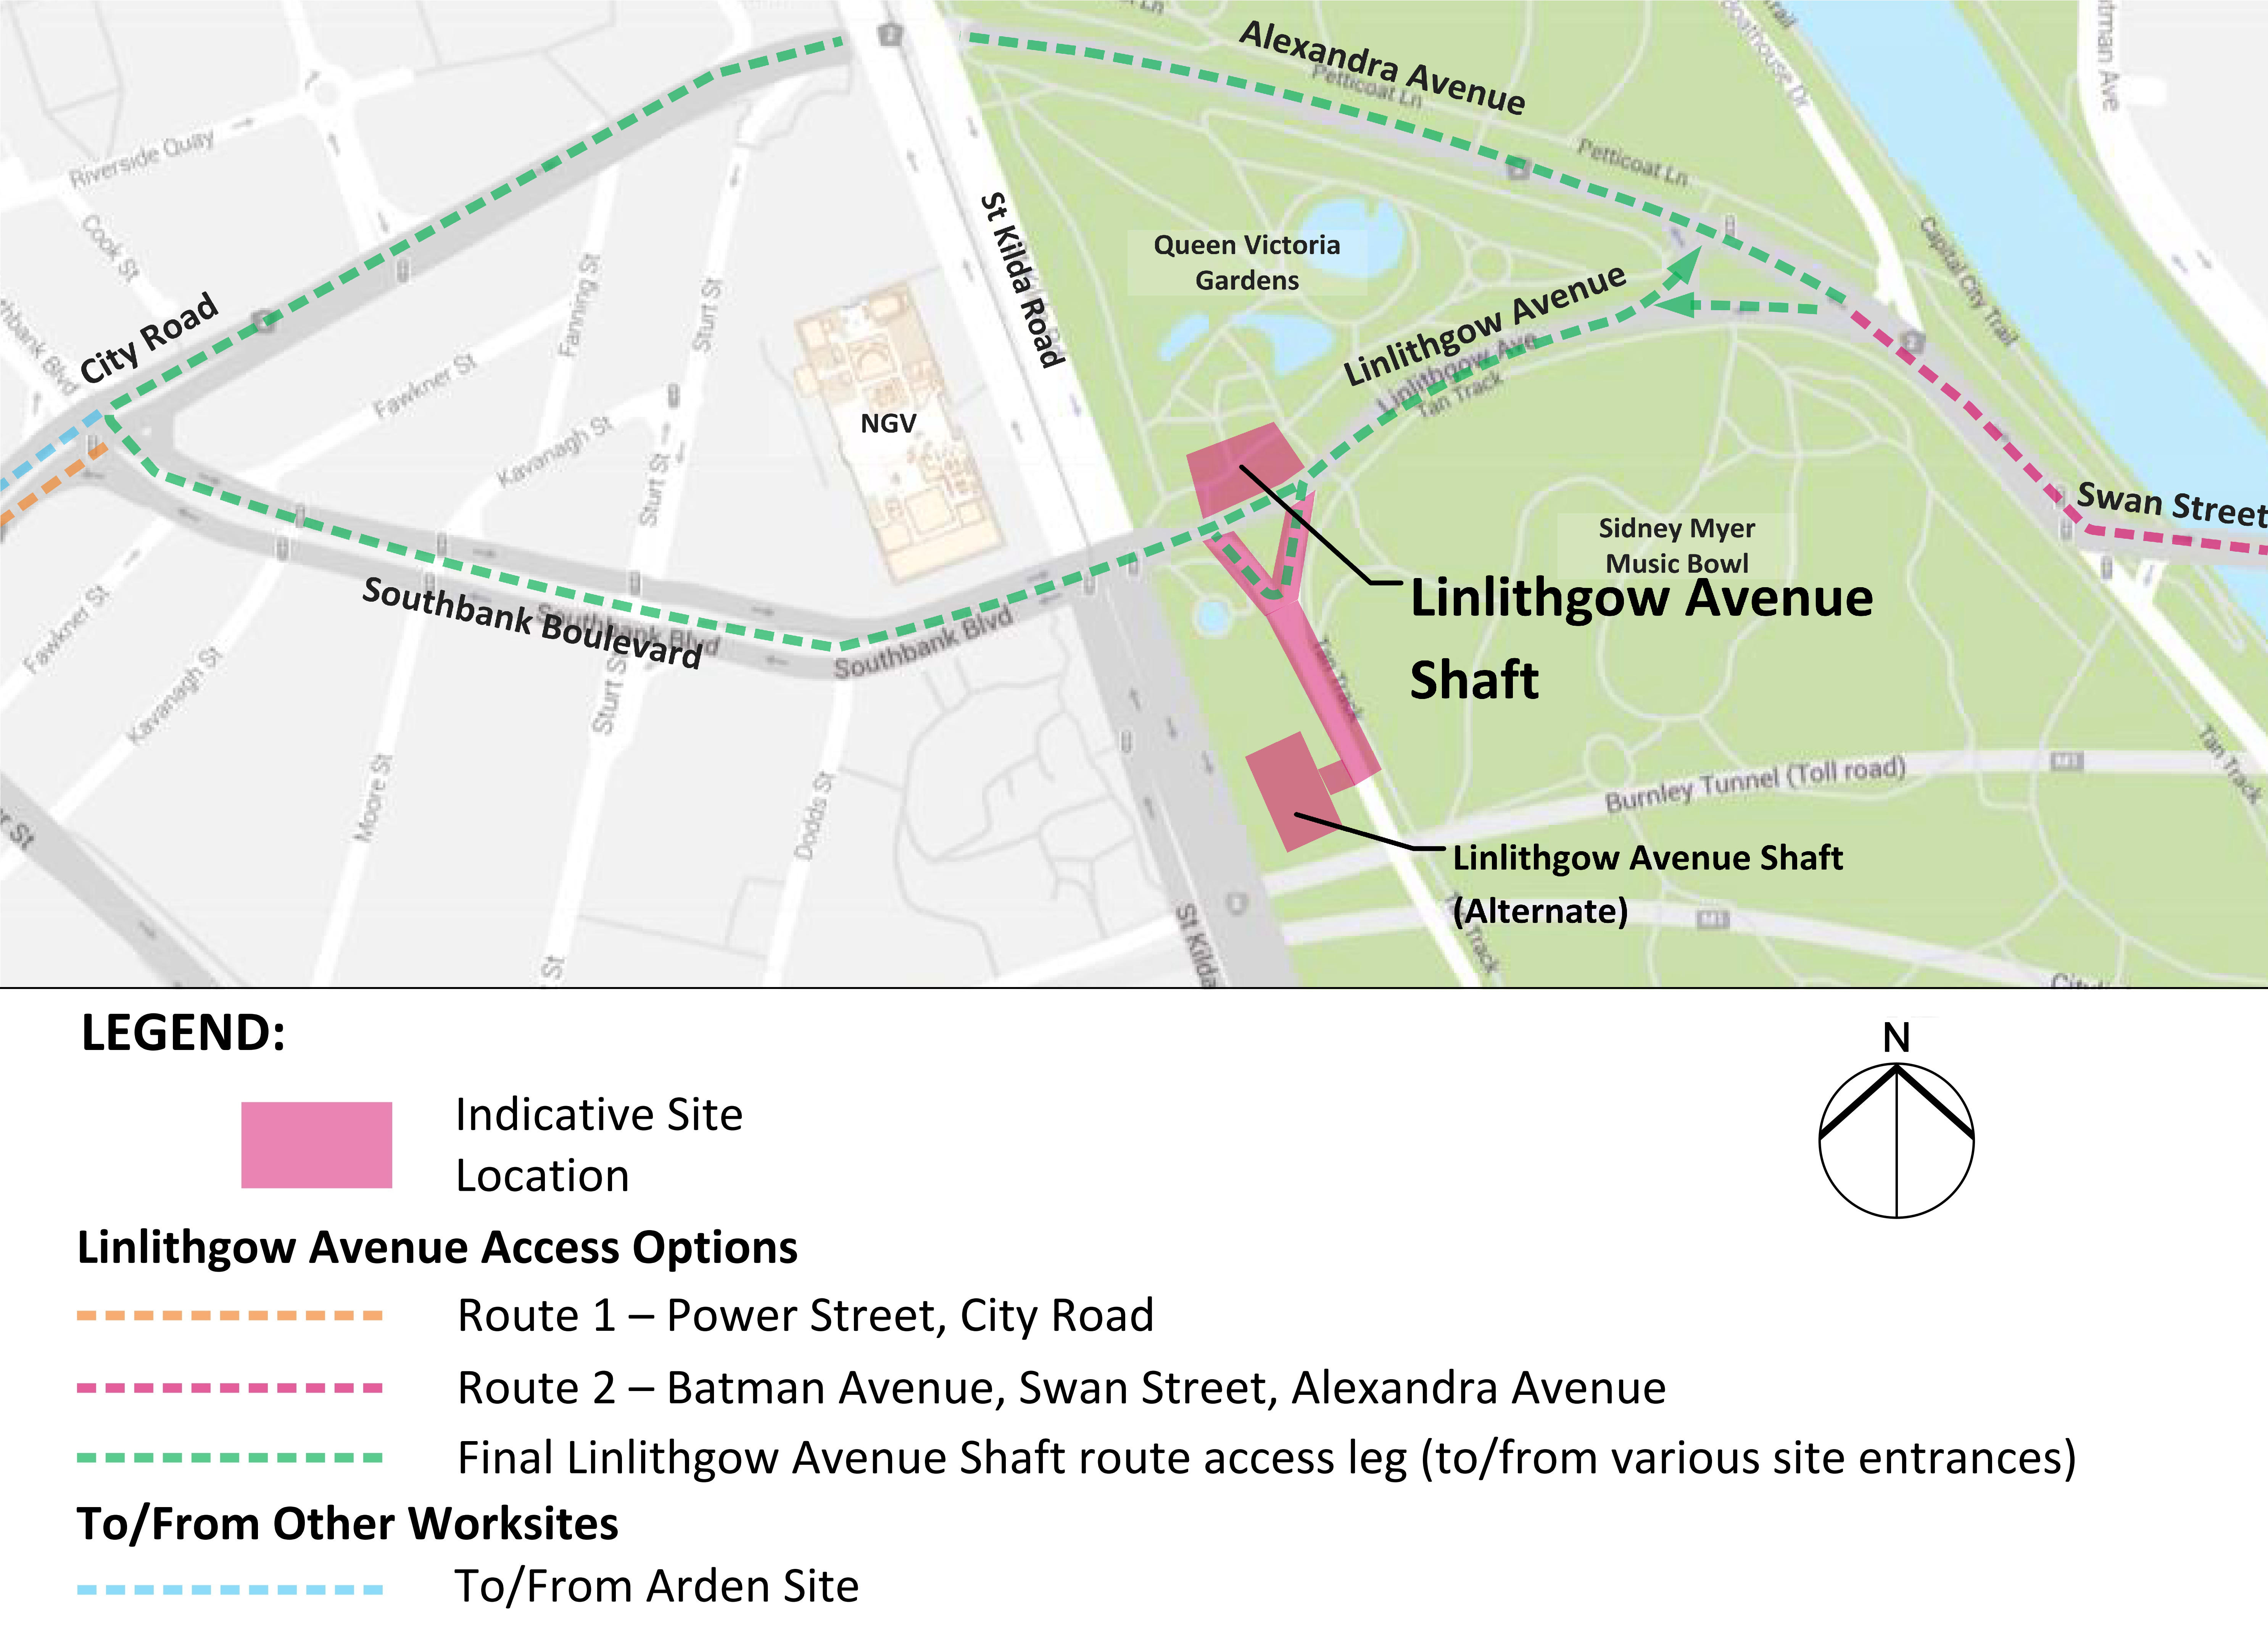 Alexandra Avenue
Petticoat Ln
Petticoat Ln
Riverside Quay
Cook St
City Road
Fawkner St
Fanning St
Sturt St
Kavanagh St
Sturt St
NGV
St Kilda Road
Queen Victoria
Gardens
Linlithgow Avenue
Linlithgow Ave
Tan Track
Capital City Trail
Swan Street
Sidney Myer
Music Bowl
Linlithgow Avenue
Shaft
Southbank Boulevard
Southbank Blvd
Southbank Blvd
Fawkner St
Kavanagh St
Moore St
Sturt St
Dodds St
St
St Kilda
Tan Track
Burnley Tunnel (Toll road)
Tan Track
Linlithgow Avenue Shaft
(Alternate)
Track
LEGEND:
N
Indicative Site
Location
Linlithgow Avenue Access Options
Route 1 – Power Street, City Road
Route 2 – Batman Avenue, Swan Street, Alexandra Avenue
Final Linlithgow Avenue Shaft route access leg (to/from various site entrances)
To/From Other Worksites
To/From Arden Site